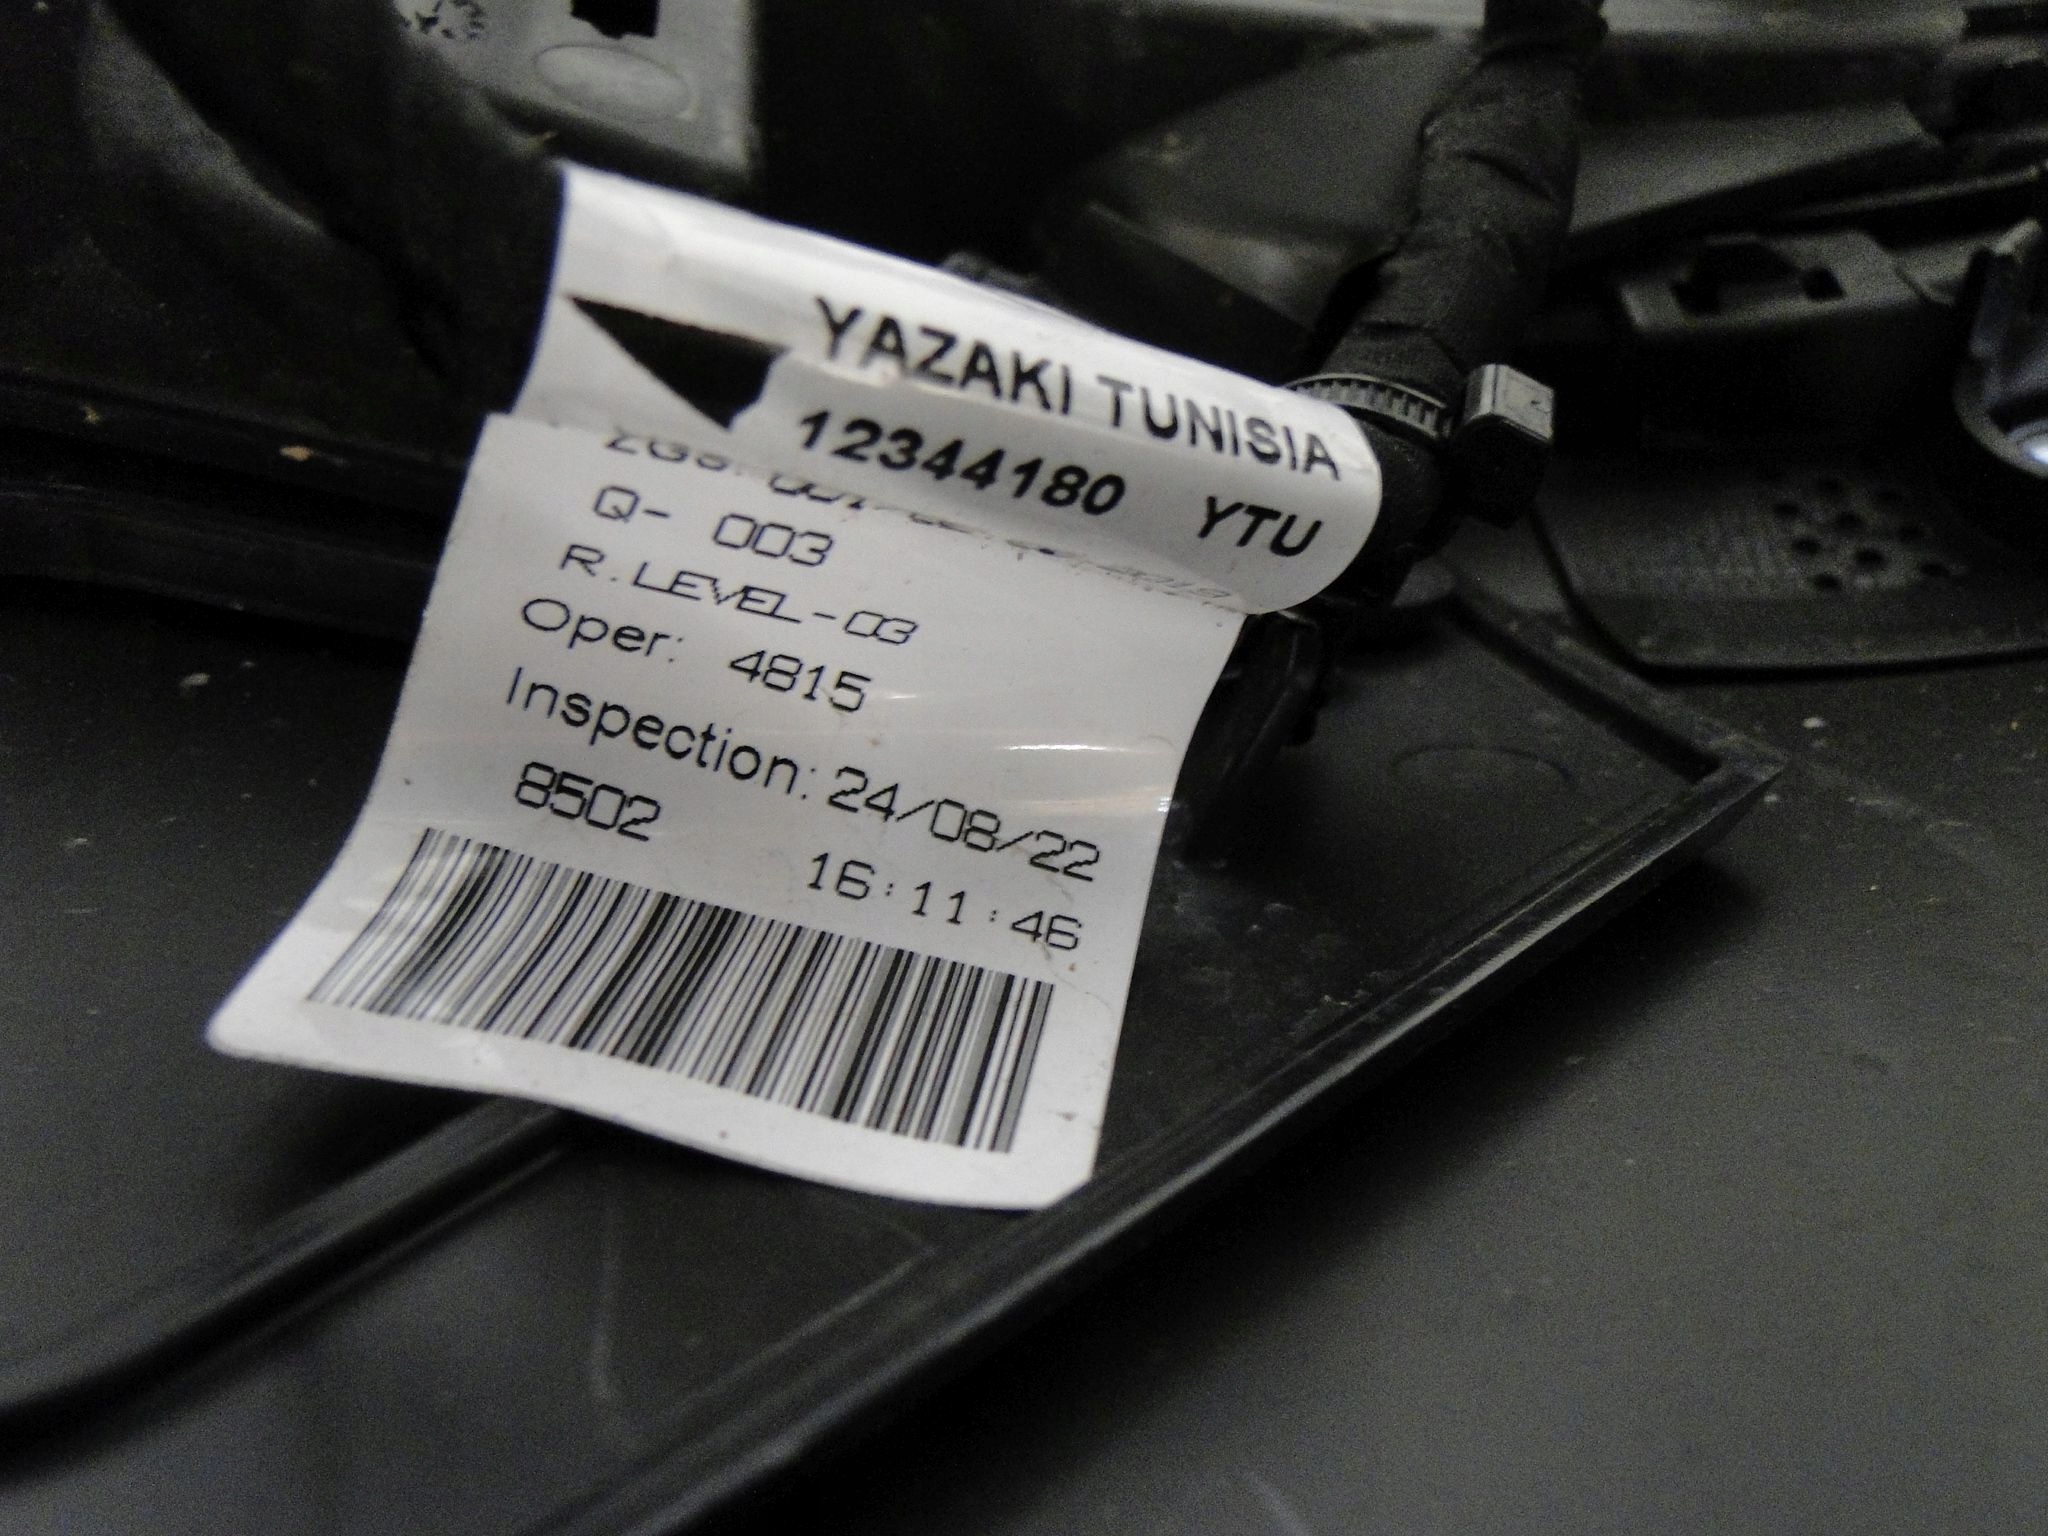 YAZAKI TUNISIA
12344180 YTU
Q- 003
R.LEVEL-03
Oper: 4815
Inspection: 24/08/22
8502 16:11:46